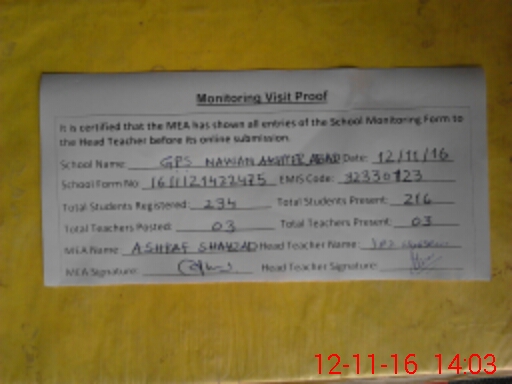 Monitoring Visit Proof
It is certified that the MEA has shown all entries of the School Monitoring Form to
the Head Teacher before its online submission.
School Name: GPS NAWAN Date: 12/11/16
School Form No: EMIS Code: 32330123
Total Students Registered: 234 Total Students Present: 216
Total Teachers Posted: 03 Total Teachers Present: 03
MEA Name: ASHRAF SHAHZAD Head Teacher Name:
MEA Signature: Head Teacher Signature:
12-11-16 14:03